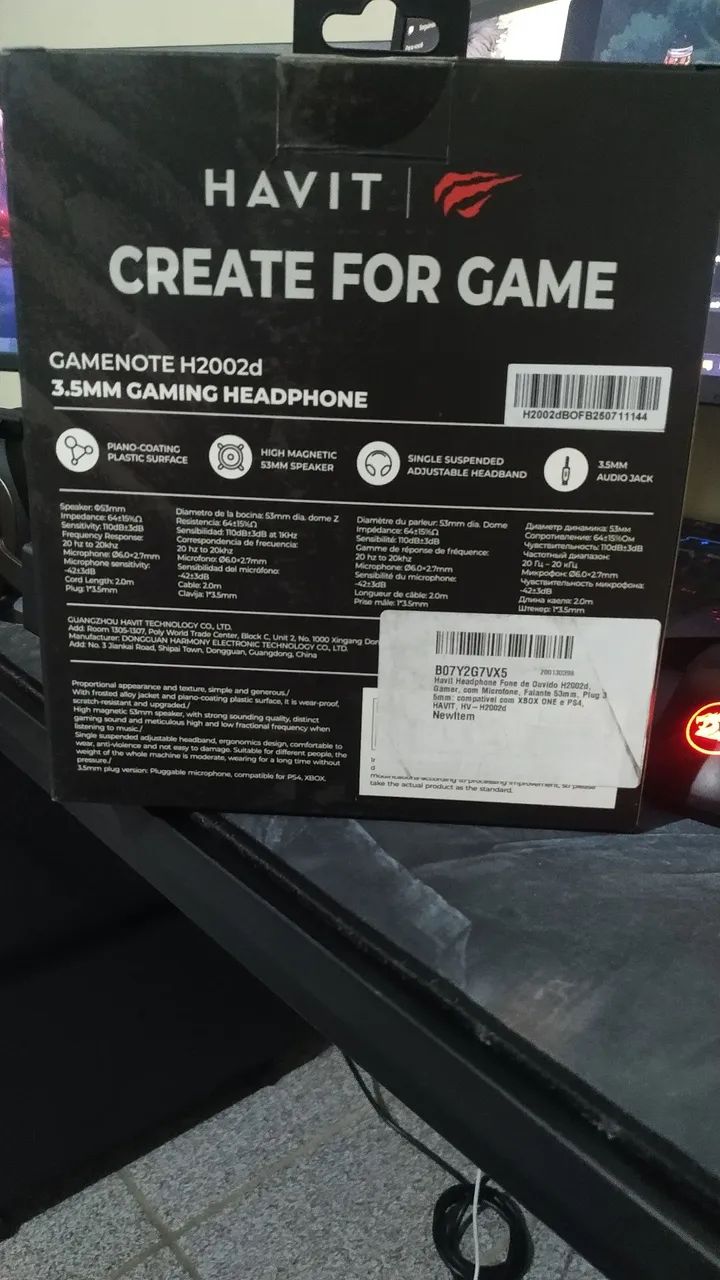 HAVIT
CREATE FOR GAME
GAMENOTE H2002d
3.5MM GAMING HEADPHONE
H2002dBOFB250711144
PIANO-COATING
PLASTIC SURFACE
HIGH MAGNETIC
53MM SPEAKER
SINGLE SUSPENDED
ADJUSTABLE HEADBAND
3.5MM
AUDIO JACK
Speaker: Φ53mm
Impedance: 64±15%Ω
Sensitivity: 110dB±3dB
Frequency Response:
20 hz to 20khz
Microphone: Ø6.0*2.7mm
Microphone sensitivity:
-42±3dB
Cord Length: 2.0m
Plug: 1*3.5mm
Diametro de la bocina: 53mm dia. dome Z
Resistencia: 64±15%Ω
Sensibilidad: 110dB±3dB at 1KHz
Correspondencia de frecuencia:
20 hz to 20khz
Micrófono: Ø6.0*2.7mm
Sensibilidad del micrófono:
-42±3dB
Cable: 2.0m
Clavija: 1*3.5mm
Diamètre du parleur: 53mm dia. Dome
Impédance: 64±15%Ω
Sensibilité: 110dB±3dB
Gamme de réponse de fréquence:
20 hz to 20khz
Microphone: Ø6.0*2.7mm
Sensibilité du microphone:
-42±3dB
Longueur de câble: 2.0m
Prise mâle: 1*3.5mm
Диаметр динамика: 53мм
Сопротивление: 64±15%Ом
Чувствительность: 110dB±3dB
Частотный диапазон:
20 Гц – 20 кГц
Микрофон: Ø6.0*2.7mm
Чувствительность микрофона:
-42±3dB
Длина кабеля: 2.0m
Штекер: 1*3.5mm
GUANGZHOU HAVIT TECHNOLOGY CO., LTD.
Add: Room 1305-1307, Poly World Trade Center, Block C, Unit 2, No. 1000 Xingang Don
Manufacturer: DONGGUAN HARMONY ELECTRONIC TECHNOLOGY CO., LTD.
Add: No. 3 Jiankai Road, Shipai Town, Dongguan, Guangdong, China
Proportional appearance and texture, simple and generous./
With frosted alloy jacket and piano-coating plastic surface, it is wear-proof,
scratch-resistant and upgraded./
High magnetic 53mm speaker, with strong sounding quality, distinct
gaming sound and meticulous, high and low fractional frequency when
listening to music./
Single suspended adjustable headband, ergonomics design, comfortable to
wear, anti-violence and not easy to damage. Suitable for different people, the
weight of the whole machine is moderate, wearing for a long time without
pressure./
3.5mm plug version: Pluggable microphone, compatible for PS4, XBOX.
B07Y2G7VX5
200130398
Havit Headphone Fone de Ouvido H2002d,
Gamer, com Microfone, Falante 53mm, Plug 3
5mm: compatível com XBOX ONE e PS4,
HAVIT, HV-H2002d
NewItem
modifications according to processing improvement, so please
take the actual product as the standard.